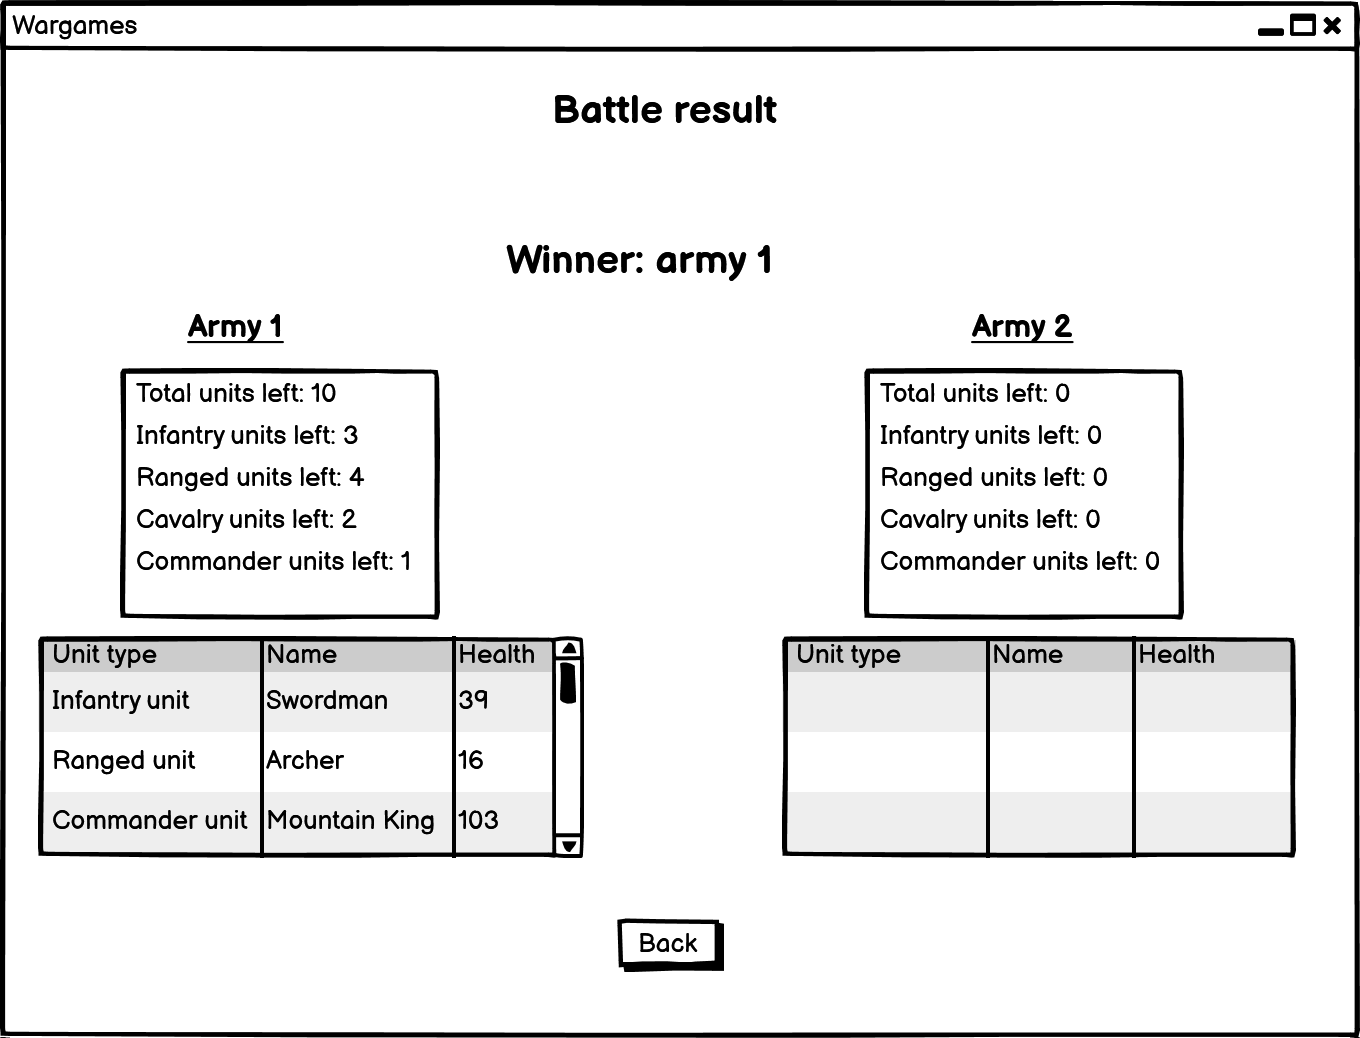 Wargames
Battle result
Winner: army 1
Army 1
Total units left: 10
Infantry units left: 3
Ranged units left: 4
Cavalry units left: 2
Commander units left: 1
Unit type Name Health
Infantry unit Swordman 39
Ranged unit Archer 16
Commander unit Mountain King 103
Army 2
Total units left: 0
Infantry units left: 0
Ranged units left: 0
Cavalry units left: 0
Commander units left: 0
Unit type Name Health
Back